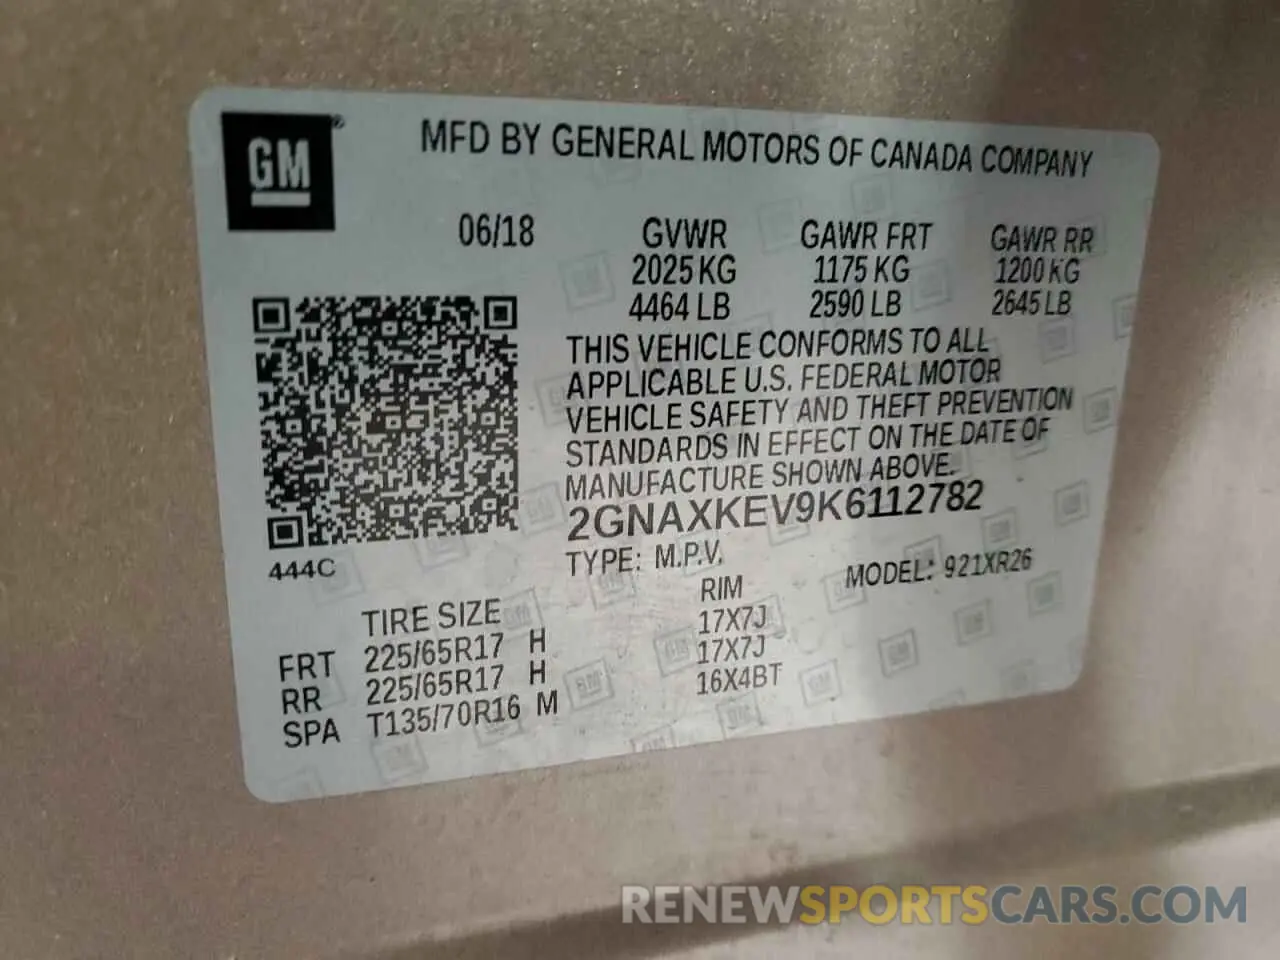 GM®
MFD BY GENERAL MOTORS OF CANADA COMPANY
06/18 GVWR GAWR FRT GAWR RR
2025 KG 1175 KG 1200 KG
4464 LB 2590 LB 2645 LB
THIS VEHICLE CONFORMS TO ALL
APPLICABLE U.S. FEDERAL MOTOR
VEHICLE SAFETY AND THEFT PREVENTION
STANDARDS IN EFFECT ON THE DATE OF
MANUFACTURE SHOWN ABOVE.
2GNAXKEV9K6112782
444C TYPE: M.P.V. MODEL: 921XR26
TIRE SIZE RIM
FRT 225/65R17 H 17X7J
RR 225/65R17 H 17X7J
SPA T135/70R16 M 16X4BT
RENEWSPORTSCARS.COM